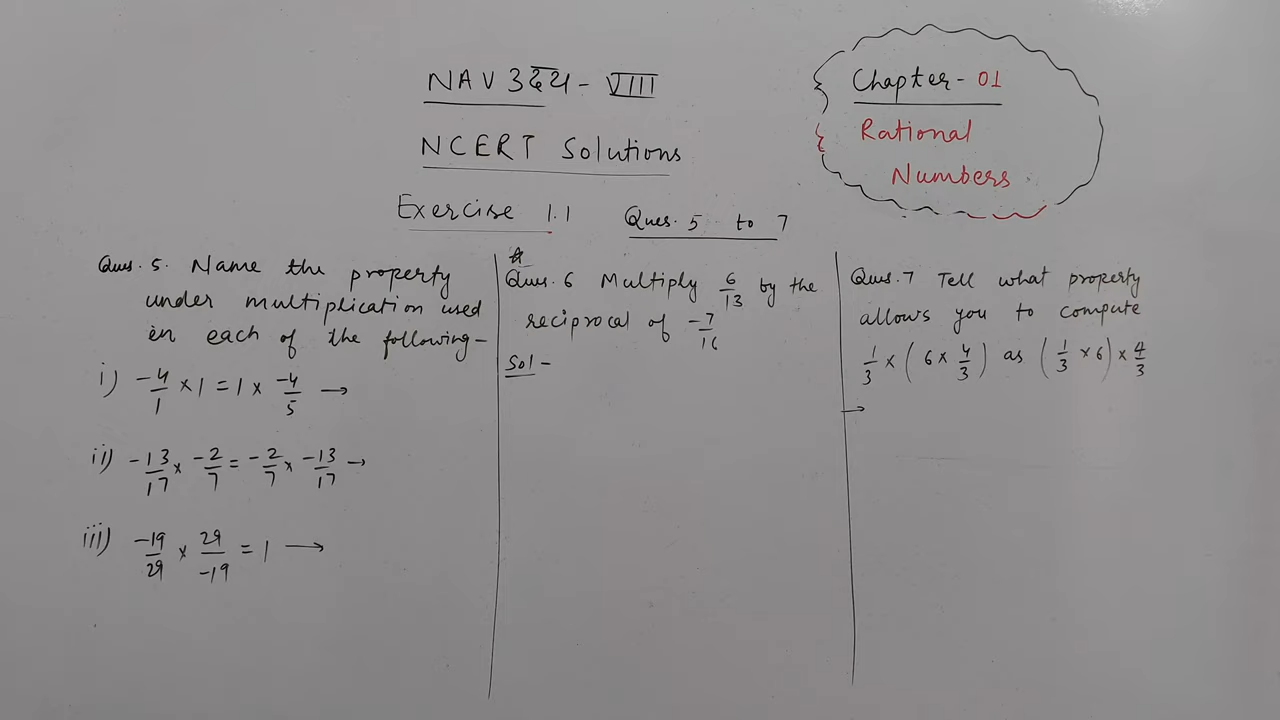 NAV उदय - VIII
NCERT Solutions
Exercise 1.1 Ques. 5 to 7
Chapter - 01
Rational
Numbers
Ques. 5. Name the property
under multiplication used
in each of the following-
i) -4/1 × 1 = 1 × -4/5 →
ii) -13/17 × -2/7 = -2/7 × -13/17 →
iii) -19/29 × 29/-19 = 1 →
Ques. 6 Multiply 6/13 by the
reciprocal of -7/16
Sol -
Ques. 7 Tell what property
allows you to compute
1/3 × (6 × 4/3) as (1/3 × 6) × 4/3
→